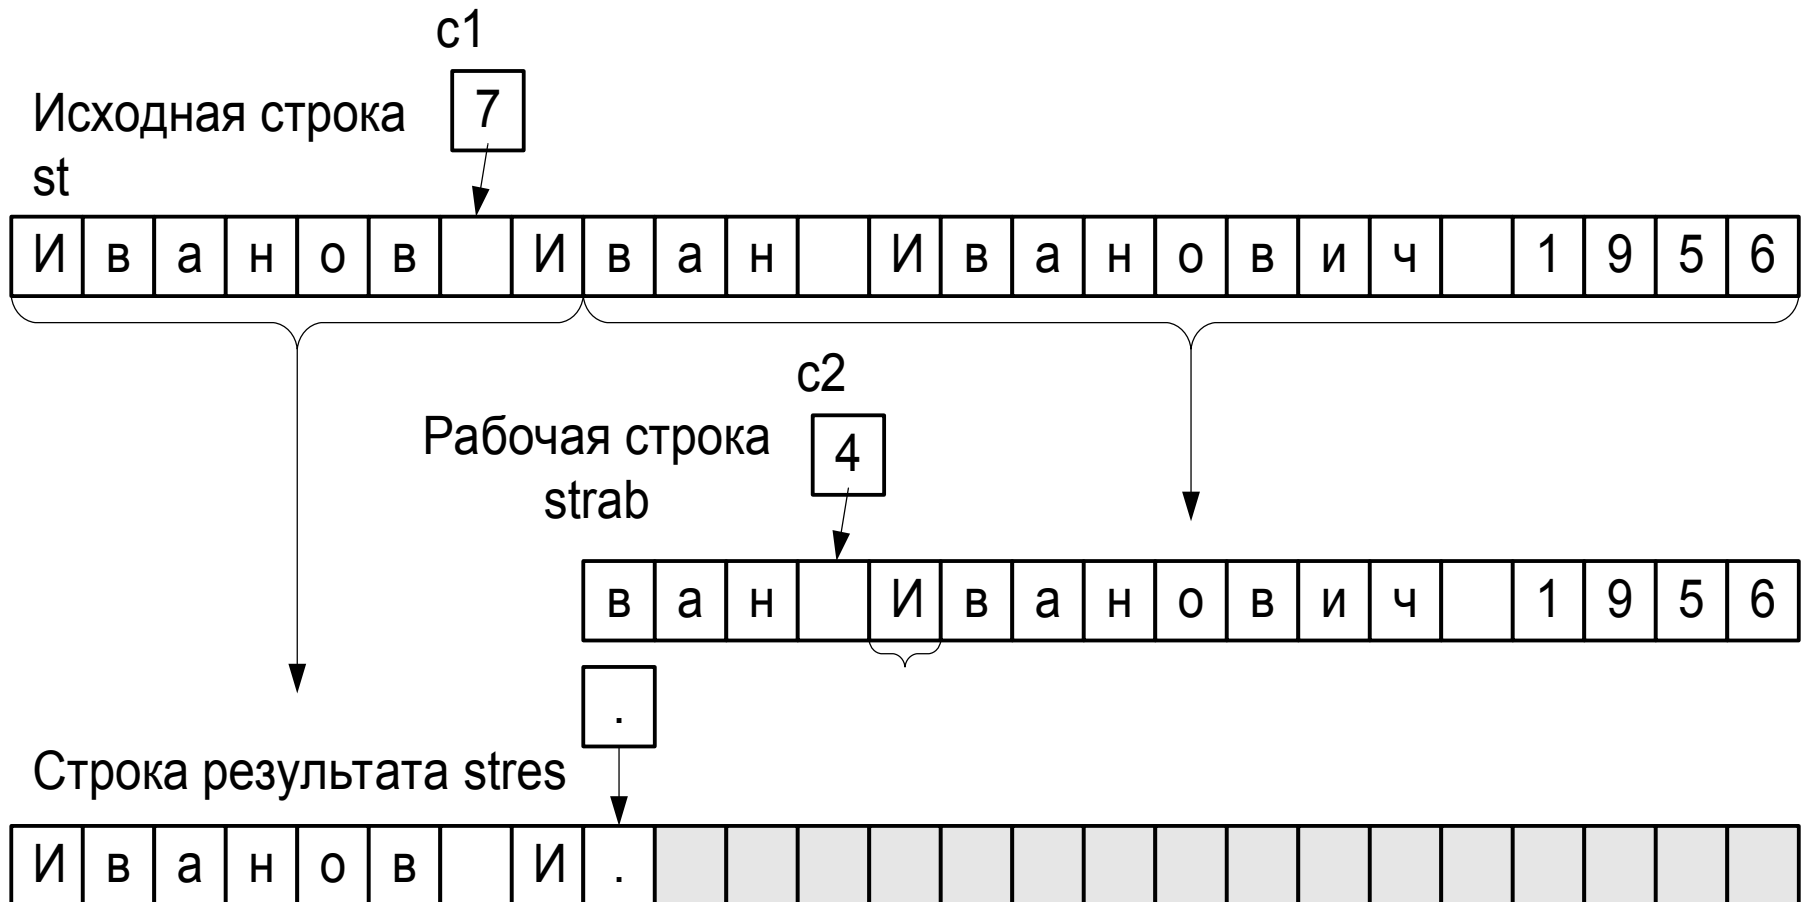 c1
7
Исходная строка
st
И в а н о в И в а н И в а н о в и ч 1 9 5 6
c2
Рабочая строка
4
strab
в а н И в а н о в и ч 1 9 5 6
.
Строка результата stres
И в а н о в И .